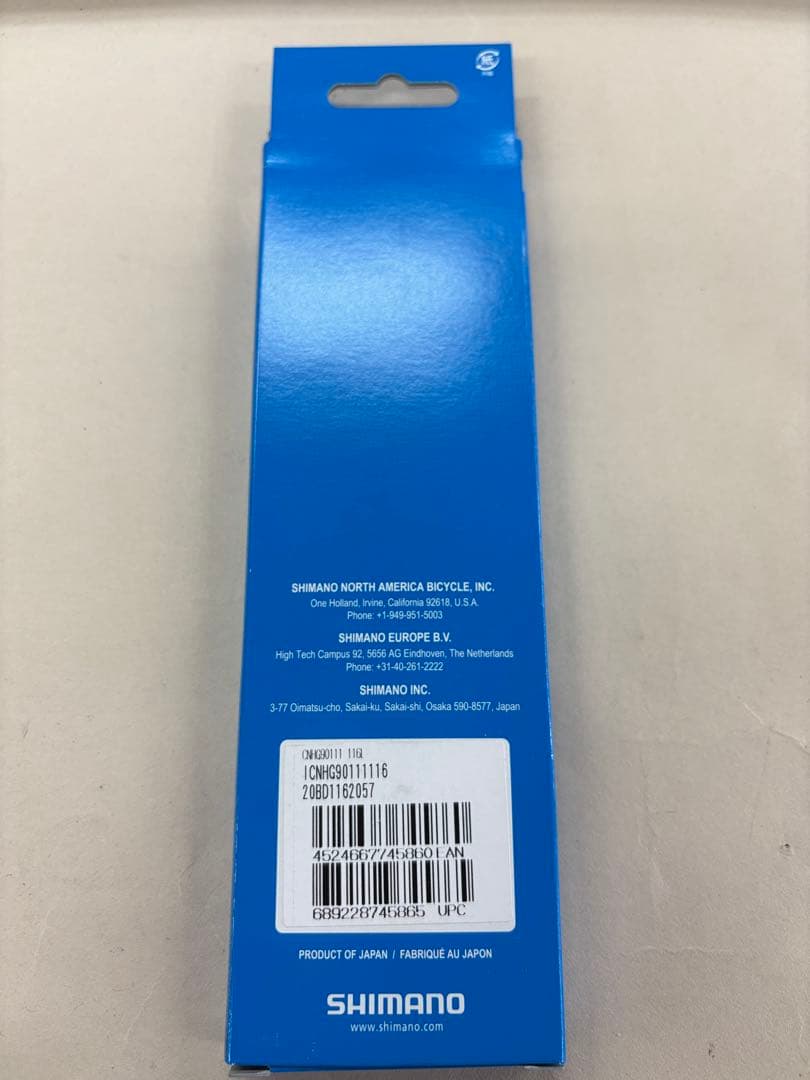 紙
SHIMANO NORTH AMERICA BICYCLE, INC.
One Holland, Irvine, California 92618, U.S.A.
Phone: +1-949-951-5003
SHIMANO EUROPE B.V.
High Tech Campus 92, 5656 AG Eindhoven, The Netherlands
Phone: +31-40-261-2222
SHIMANO INC.
3-77 Oimatsu-cho, Sakai-ku, Sakai-shi, Osaka 590-8577, Japan
CNHG90111 116L
ICNHG90111116
20BD1162057
4524667745860 EAN
689228745865 UPC
PRODUCT OF JAPAN / FABRIQUÉ AU JAPON
SHIMANO
www.shimano.com